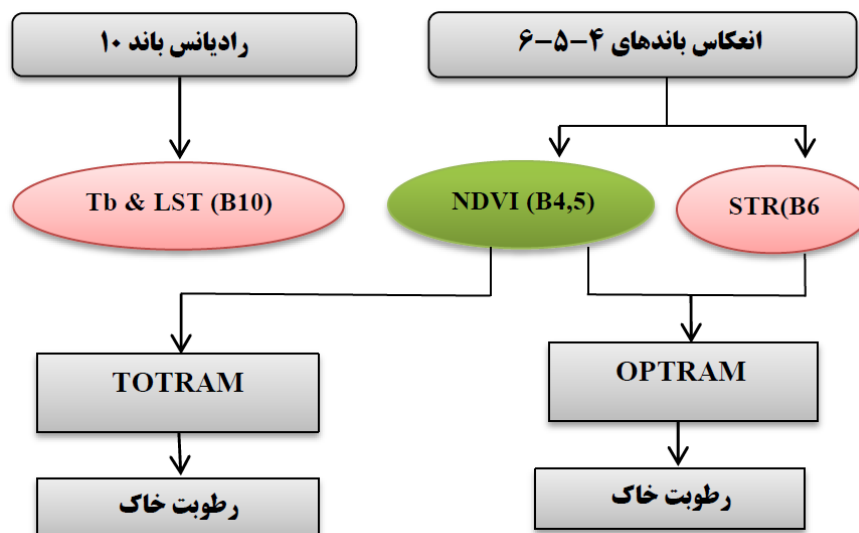 انعکاس باندهای ۴-۵-۶
رادیانس باند ۱۰
STR(B6
NDVI (B4,5)
Tb & LST (B10)
OPTRAM
TOTRAM
رطوبت خاک
رطوبت خاک